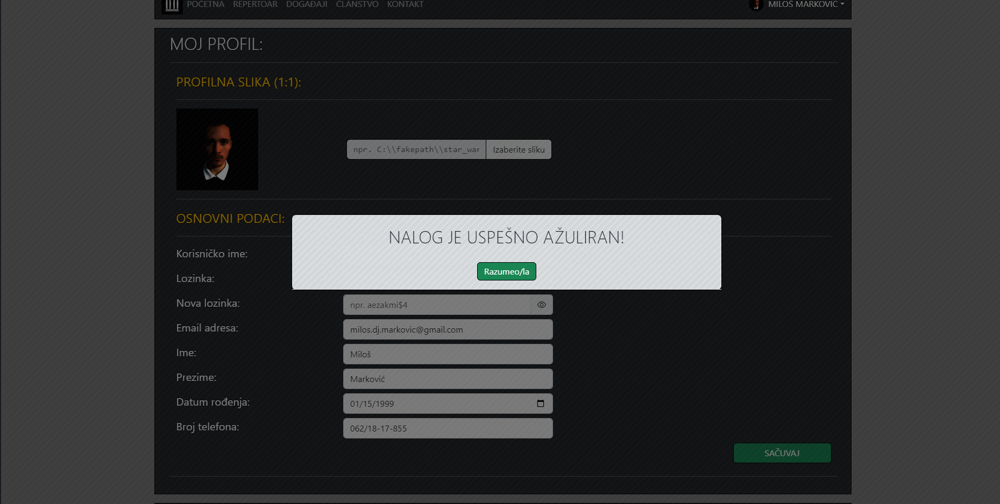 POČETNA REPERTOAR DOGAĐAJI ČLANSTVO KONTAKT MILOŠ MARKOVIĆ
MOJ PROFIL:
PROFILNA SLIKA (1:1):
npr. C:\\fakepath\\star_war Izaberite sliku
OSNOVNI PODACI:
NALOG JE USPEŠNO AŽULIRAN!
Razumeo/la
Korisničko ime:
Lozinka:
Nova lozinka: npr. aezakmi$4
Email adresa: milos.dj.markovic@gmail.com
Ime: Miloš
Prezime: Marković
Datum rođenja: 01/15/1999
Broj telefona: 062/18-17-855
SAČUVAJ